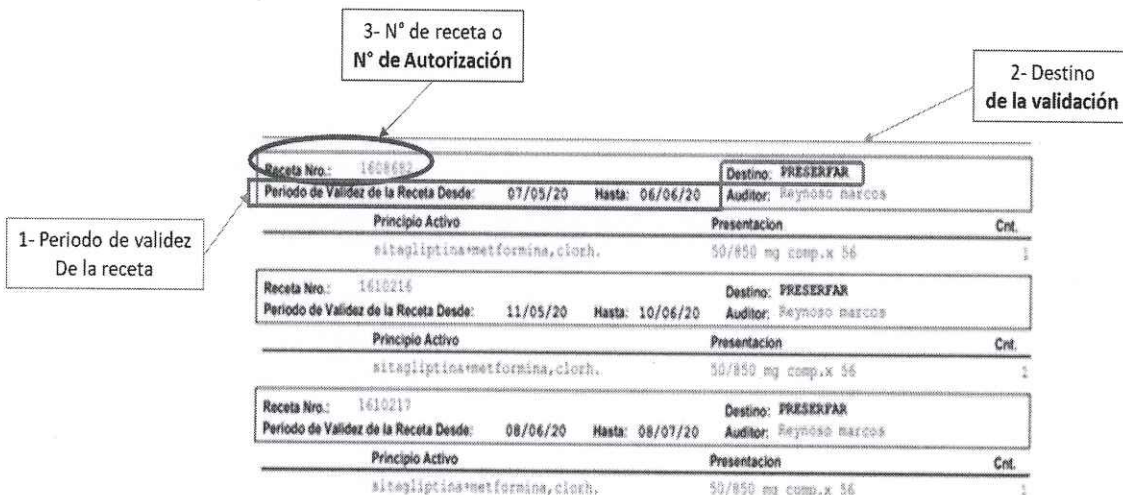 3- N° de receta o
N° de Autorización
2- Destino
de la validación
1- Periodo de validez
De la receta
Receta Nro.: 1608682 Destino: PRESERFAR
Periodo de Validez de la Receta Desde: 07/05/20 Hasta: 06/06/20 Auditor: Reynoso marcos
Principio Activo Presentacion Cnt.
sitagliptina+metformina,clorh. 50/850 mg comp.x 56 1
Receta Nro.: 1610216 Destino: PRESERFAR
Periodo de Validez de la Receta Desde: 11/05/20 Hasta: 10/06/20 Auditor: Reynoso marcos
Principio Activo Presentacion Cnt.
sitagliptina+metformina,clorh. 50/850 mg comp.x 56 1
Receta Nro.: 1610217 Destino: PRESERFAR
Periodo de Validez de la Receta Desde: 08/06/20 Hasta: 08/07/20 Auditor: Reynoso marcos
Principio Activo Presentacion Cnt.
sitagliptina+metformina,clorh. 50/850 mg comp.x 56 1